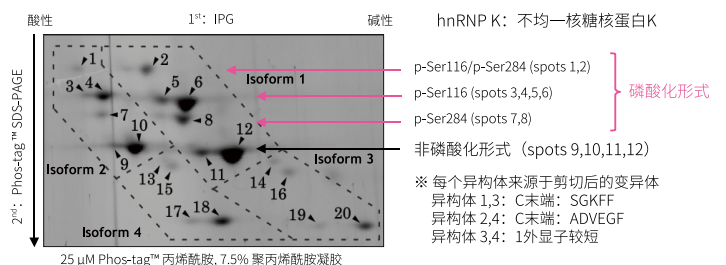 酸性
1st：IPG
碱性
hnRNP K：不均一核糖核蛋白K
2nd：Phos-tag™ SDS-PAGE
1
2
Isoform 1
3
4
5
6
7
8
10
12
Isoform 3
Isoform 2
9
13
15
11
14
16
17
18
19
20
Isoform 4
p-Ser116/p-Ser284 (spots 1,2)
p-Ser116 (spots 3,4,5,6)
磷酸化形式
p-Ser284 (spots 7,8)
非磷酸化形式（spots 9,10,11,12）
※ 每个异构体来源于剪切后的变异体
异构体 1,3：C末端：SGKFF
异构体 2,4：C末端：ADVEGF
异构体 3,4：1外显子较短
25 μM Phos-tag™ 丙烯酰胺, 7.5% 聚丙烯酰胺凝胶